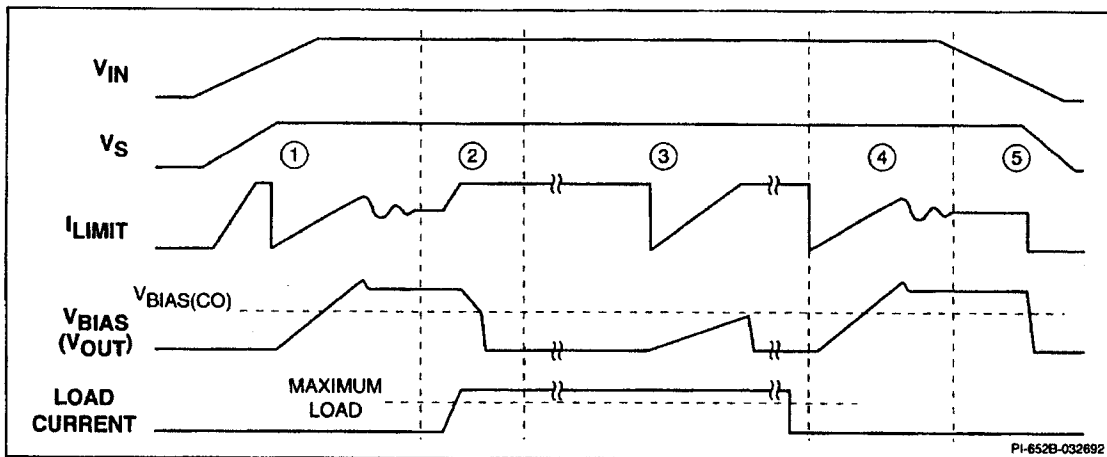 VIN
VS
1 2 3 4 5
ILIMIT
VBIAS(CO)
VBIAS
(VOUT)
MAXIMUM
LOAD
LOAD
CURRENT
PI-652B-032692